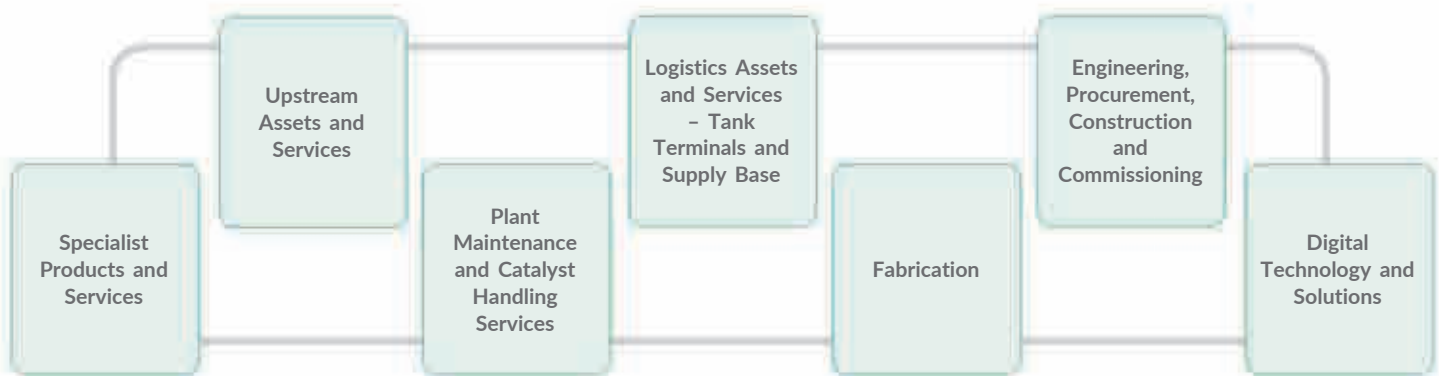 Upstream
Assets and
Services
Logistics Assets
and Services
– Tank
Terminals and
Supply Base
Engineering,
Procurement,
Construction
and
Commissioning
Specialist
Products and
Services
Plant
Maintenance
and Catalyst
Handling
Services
Fabrication
Digital
Technology and
Solutions